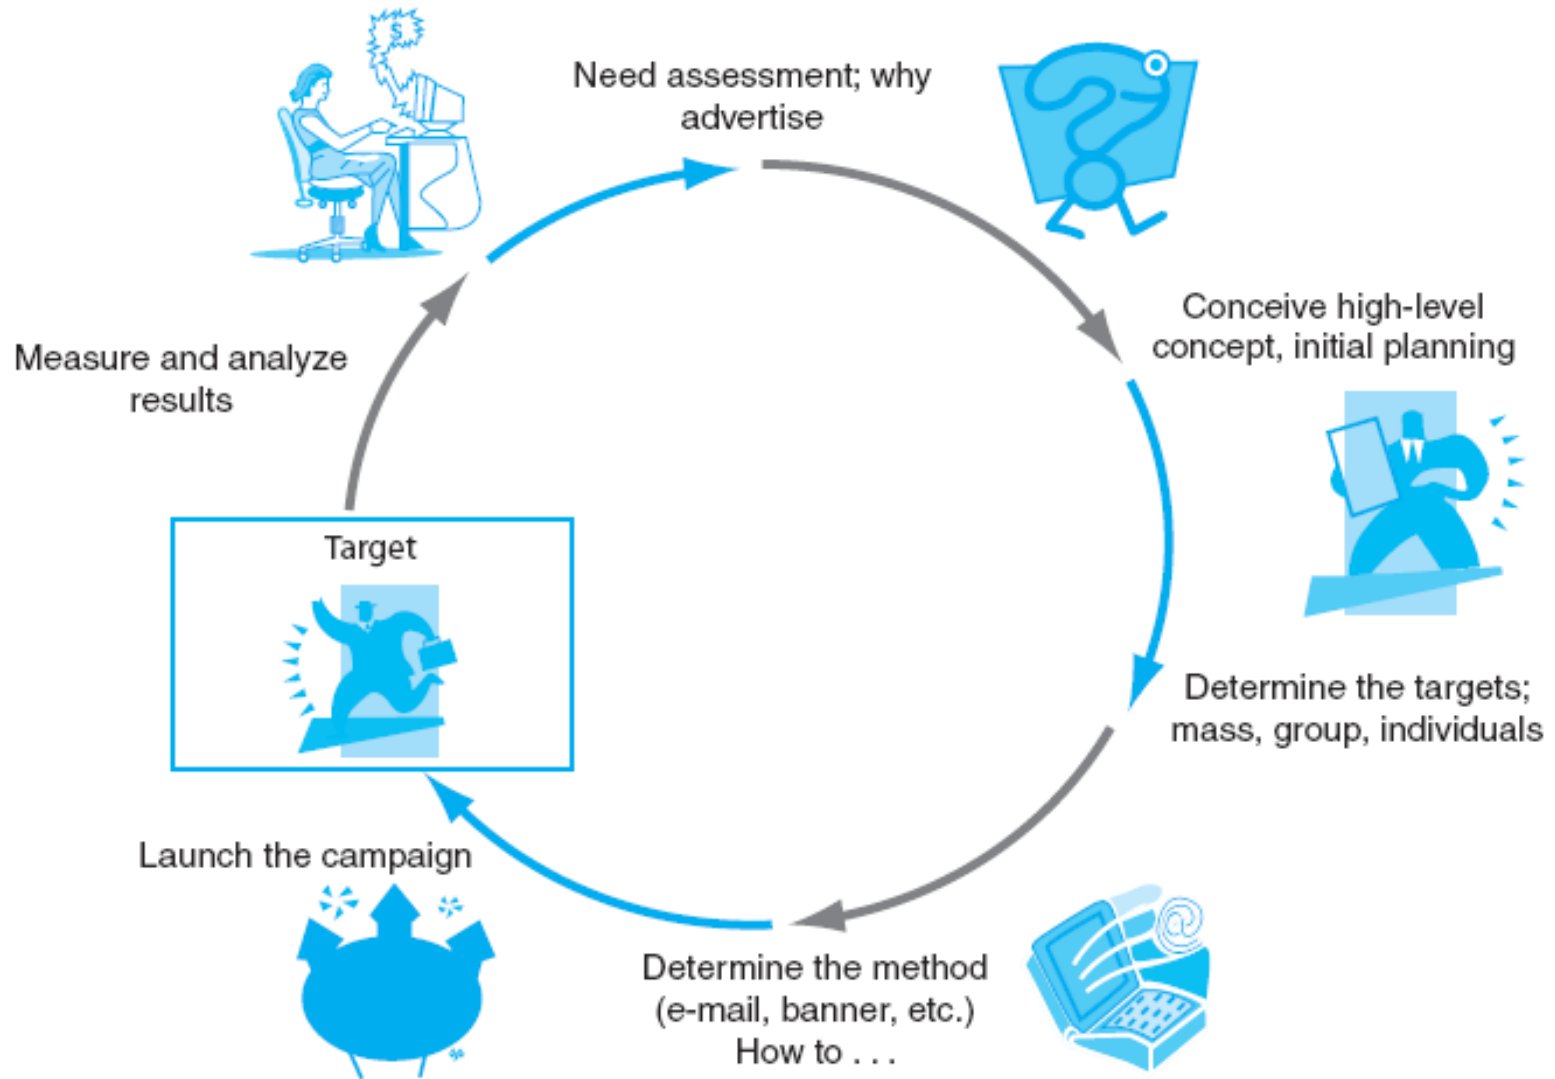 Need assessment; why
advertise
Conceive high-level
concept, initial planning
Determine the targets;
mass, group, individuals
Determine the method
(e-mail, banner, etc.)
How to . . .
Launch the campaign
Target
Measure and analyze
results
$